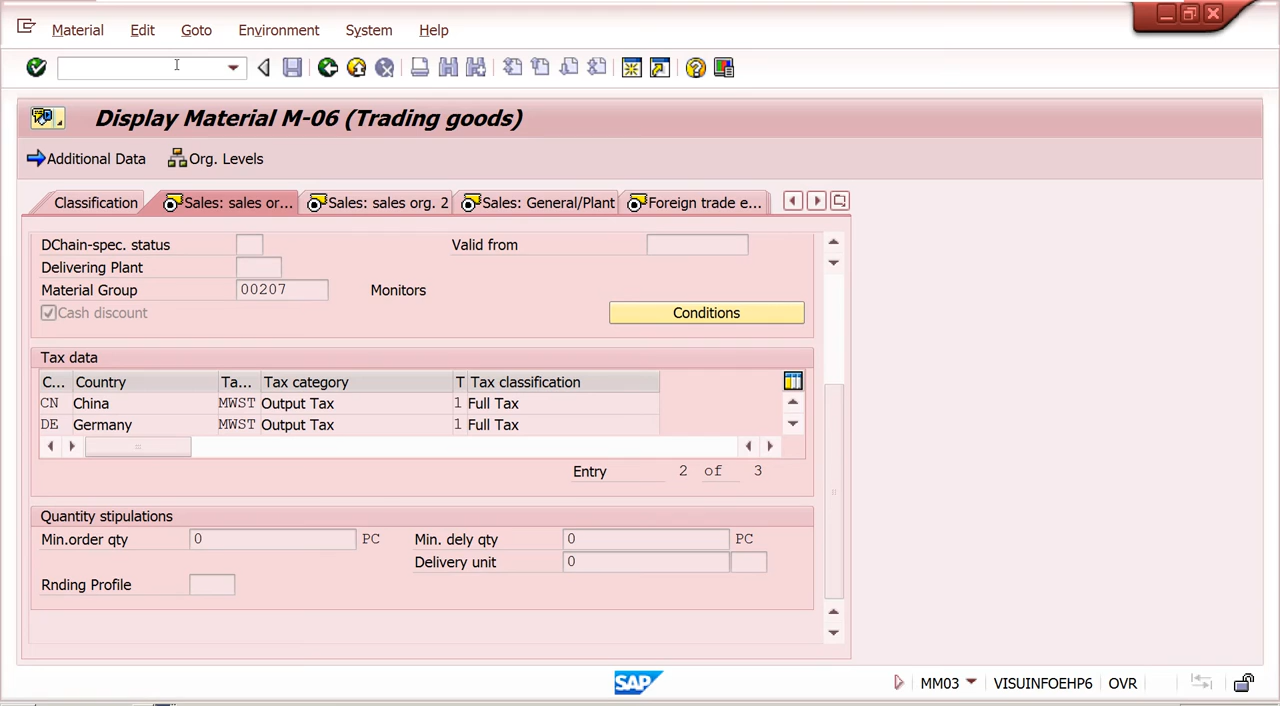 Material Edit Goto Environment System Help
Display Material M-06 (Trading goods)
Additional Data Org. Levels
Classification Sales: sales or... Sales: sales org. 2 Sales: General/Plant Foreign trade e...
DChain-spec. status Valid from
Delivering Plant
Material Group 00207 Monitors
Cash discount Conditions
Tax data
C... Country Ta... Tax category T Tax classification
CN China MWST Output Tax 1 Full Tax
DE Germany MWST Output Tax 1 Full Tax
Entry 2 of 3
Quantity stipulations
Min.order qty 0 PC Min. dely qty 0 PC
Delivery unit 0
Rnding Profile
SAP MM03 VISUINFOEHP6 OVR